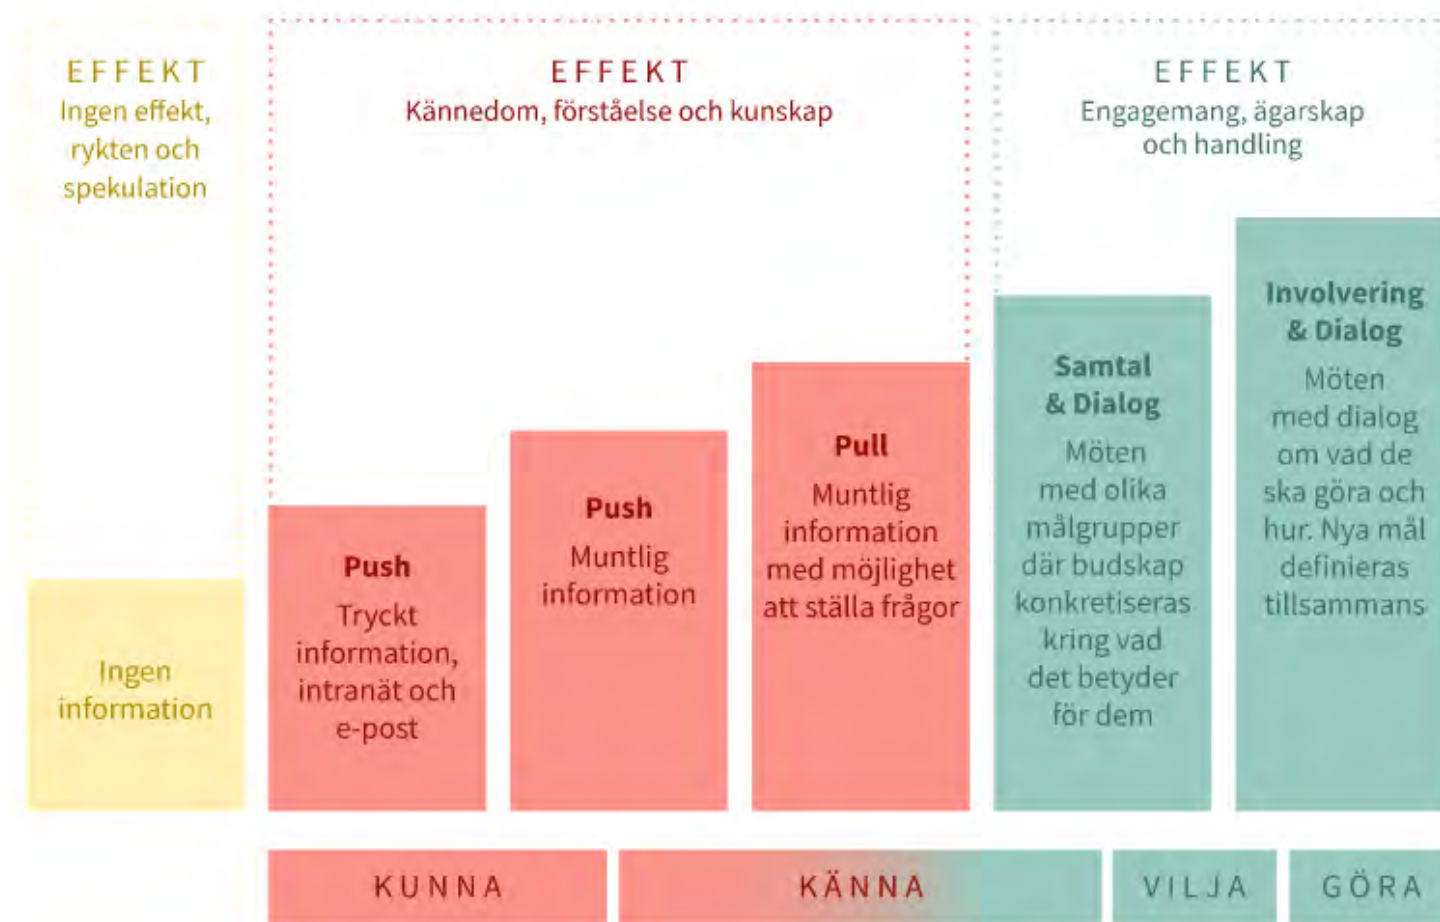 EFFEKT
Ingen effekt,
rykten och
spekulation
EFFEKT
Kännedom, förståelse och kunskap
EFFEKT
Engagemang, ägarskap
och handling
Ingen
information
Push
Tryckt
information,
intranät och
e-post
Push
Muntlig
information
Pull
Muntlig
information
med möjlighet
att ställa frågor
Samtal
& Dialog
Möten
med olika
målgrupper
där budskap
konkretiseras
kring vad
det betyder
för dem
Involvering
& Dialog
Möten
med dialog
om vad de
ska göra och
hur. Nya mål
definieras
tillsammans
KUNNA
KÄNNA
VILJA
GÖRA